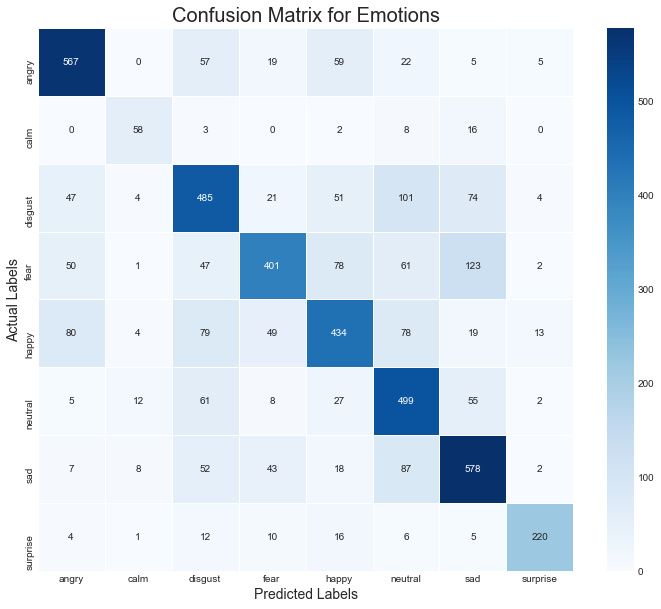 Confusion Matrix for Emotions
Actual Labels
angry 567 0 57 19 59 22 5 5
calm 0 58 3 0 2 8 16 0
disgust 47 4 485 21 51 101 74 4
fear 50 1 47 401 78 61 123 2
happy 80 4 79 49 434 78 19 13
neutral 5 12 61 8 27 499 55 2
sad 7 8 52 43 18 87 578 2
surprise 4 1 12 10 16 6 5 220
angry calm disgust fear happy neutral sad surprise
Predicted Labels
500
400
300
200
100
0